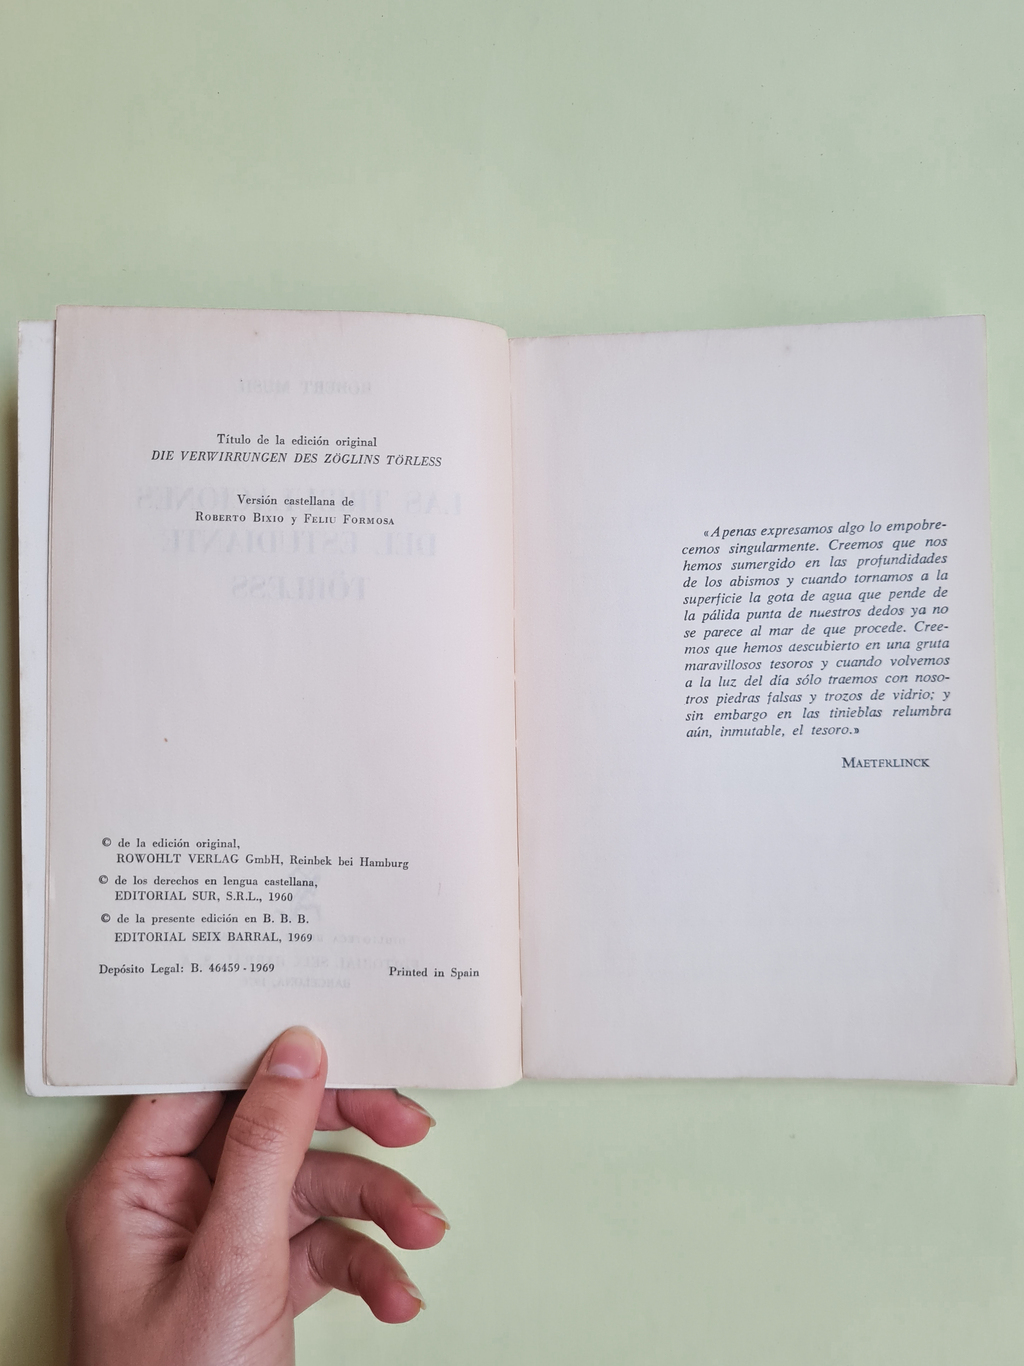 Título de la edición original
DIE VERWIRRUNGEN DES ZÖGLINS TÖRLESS
Versión castellana de
ROBERTO BIXIO y FELIU FORMOSA
© de la edición original,
ROWOHLT VERLAG GmbH, Reinbek bei Hamburg
© de los derechos en lengua castellana,
EDITORIAL SUR, S.R.L., 1960
© de la presente edición en B. B. B.
EDITORIAL SEIX BARRAL, 1969
Depósito Legal: B. 46459 - 1969 Printed in Spain
«Apenas expresamos algo lo empobre-
cemos singularmente. Creemos que nos
hemos sumergido en las profundidades
de los abismos y cuando tornamos a la
superficie la gota de agua que pende de
la pálida punta de nuestros dedos ya no
se parece al mar de que procede. Cree-
mos que hemos descubierto en una gruta
maravillosos tesoros y cuando volvemos
a la luz del día sólo traemos con noso-
tros piedras falsas y trozos de vidrio; y
sin embargo en las tinieblas relumbra
aún, inmutable, el tesoro.»
MAETERLINCK